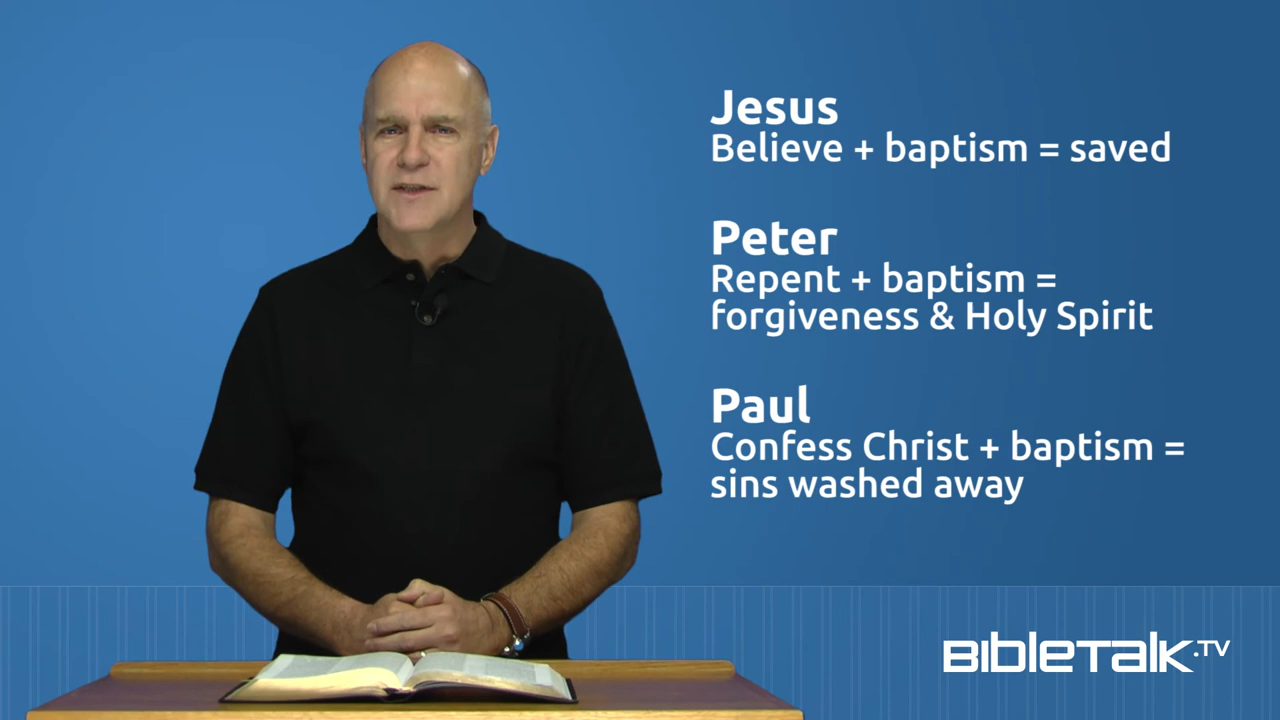 Jesus
Believe + baptism = saved
Peter
Repent + baptism =
forgiveness & Holy Spirit
Paul
Confess Christ + baptism =
sins washed away
BIBLETALK.TV